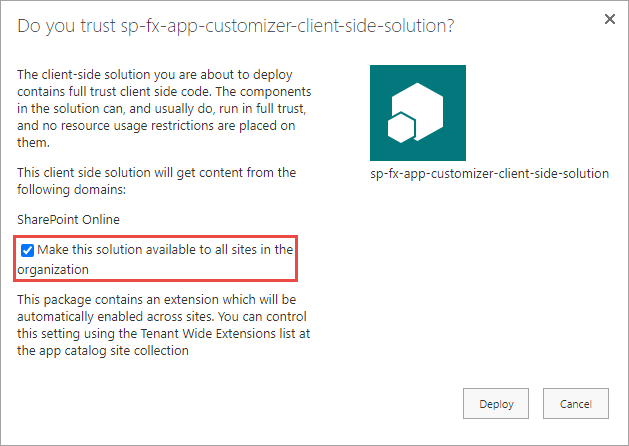 Do you trust sp-fx-app-customizer-client-side-solution?
The client-side solution you are about to deploy
contains full trust client side code. The components
in the solution can, and usually do, run in full trust,
and no resource usage restrictions are placed on
them.
This client side solution will get content from the
following domains:
SharePoint Online
Make this solution available to all sites in the
organization
This package contains an extension which will be
automatically enabled across sites. You can control
this setting using the Tenant Wide Extensions list at
the app catalog site collection
sp-fx-app-customizer-client-side-solution
Deploy
Cancel